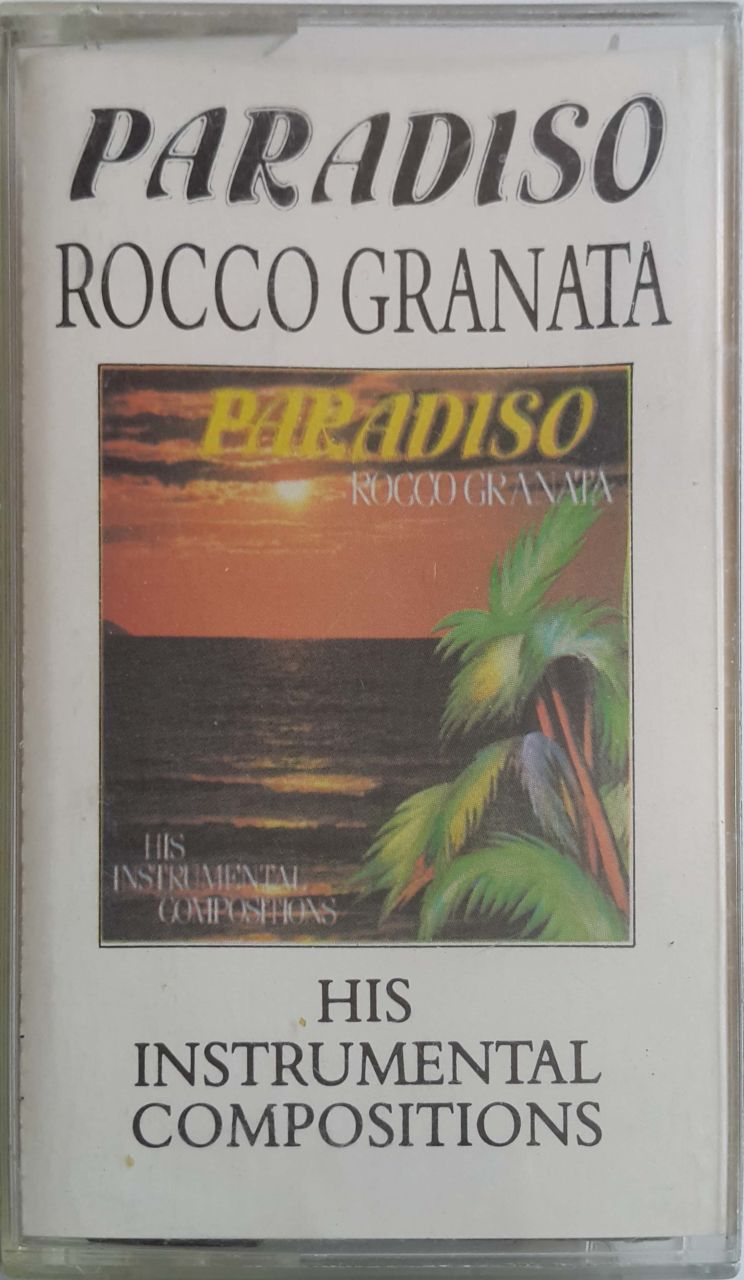 PARADISO
ROCCO GRANATA
PARADISO
ROCCO GRANATA
HIS
INSTRUMENTAL
COMPOSITIONS
HIS
INSTRUMENTAL
COMPOSITIONS